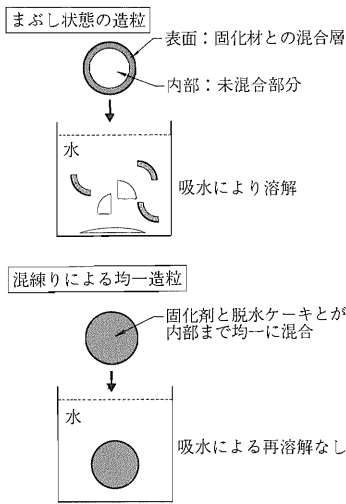 まぶし状態の造粒
表面：固化材との混合層
内部：未混合部分
水
吸水により溶解
混練りによる均一造粒
固化剤と脱水ケーキとが
内部まで均一に混合
水
吸水による再溶解なし